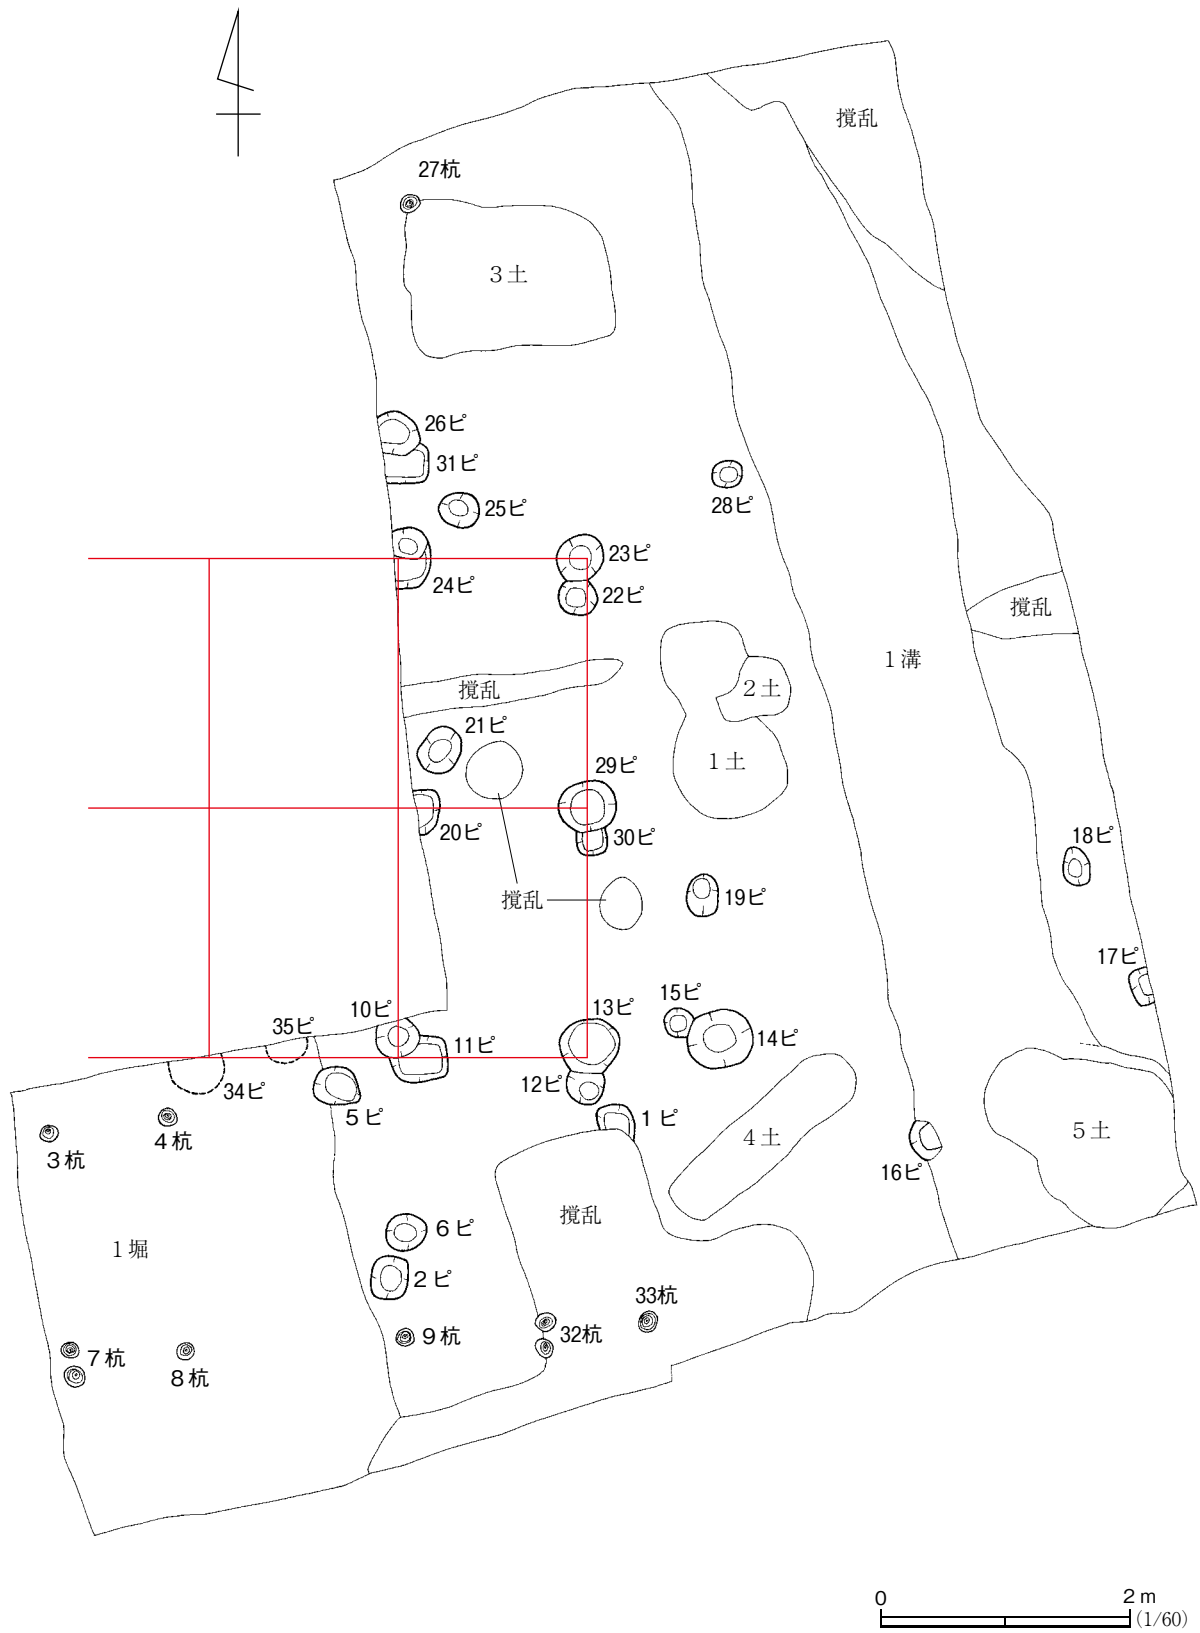 撹乱
27杭
3土
26ピ
31ピ
25ピ
28ピ
23ピ
24ピ
22ピ
撹乱
1溝
撹乱
2土
21ピ
1土
29ピ
20ピ
30ピ
18ピ
撹乱
19ピ
17ピ
15ピ
10ピ
13ピ
35ピ
14ピ
11ピ
12ピ
34ピ
5ピ
1ピ
4杭
4土
5土
3杭
16ピ
撹乱
6ピ
1堀
2ピ
33杭
9杭
32杭
7杭
8杭
0 2m
(1/60)